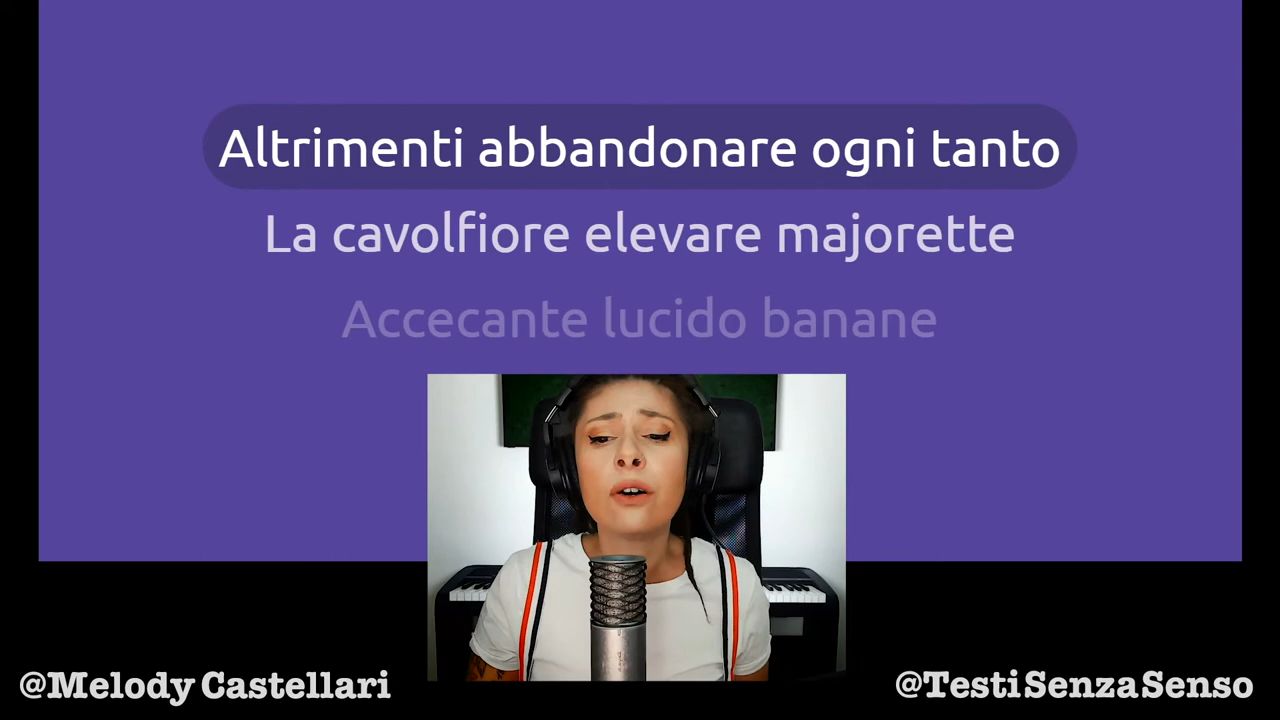 Altrimenti abbandonare ogni tanto
La cavolfiore elevare majorette
Accecante lucido banane
@Melody Castellari
@TestiSenzaSenso